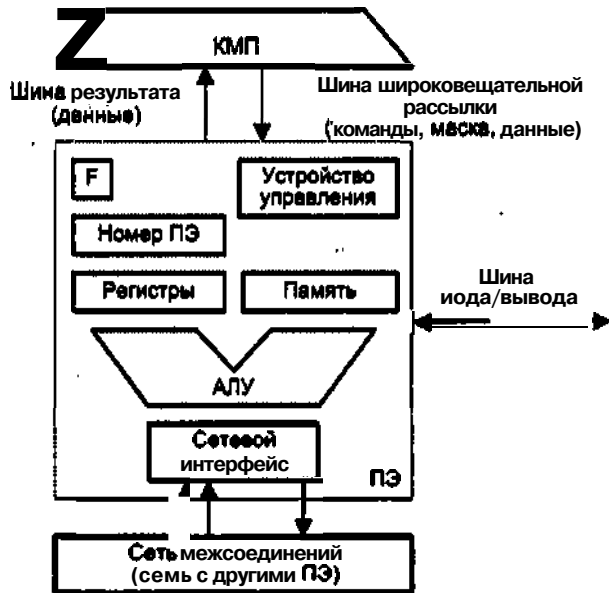 КМП
Шина результата
(данные)
Шина широковещательной
рассылки
(команды, маска, данные)
F
Устройство
управления
Номер ПЭ
Регистры
Память
Шина
иода/вывода
АЛУ
Сетевой
интерфейс
ПЭ
Сеть межсоединений
(семь с другими ПЭ)